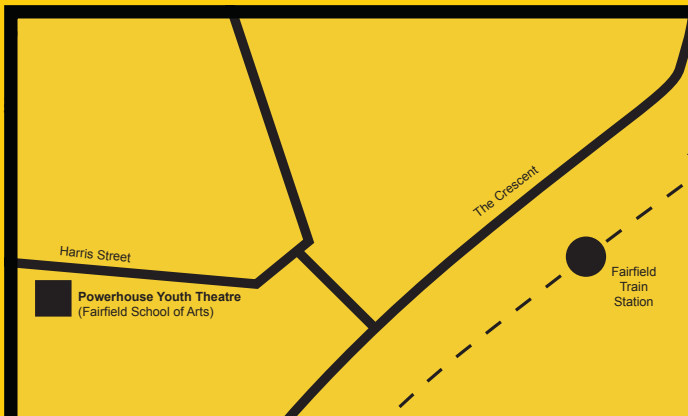 The Crescent
Harris Street
Fairfield
Train
Station
Powerhouse Youth Theatre
(Fairfield School of Arts)